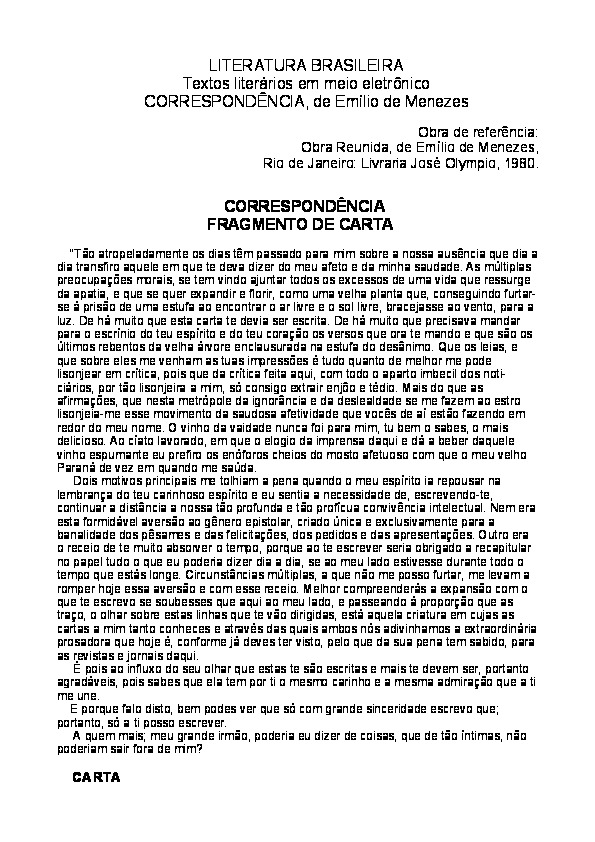 LITERATURA BRASILEIRA
Textos literários em meio eletrônico
CORRESPONDÊNCIA, de Emílio de Menezes
Obra de referência:
Obra Reunida, de Emílio de Menezes,
Rio de Janeiro: Livraria José Olympio, 1980.
CORRESPONDÊNCIA
FRAGMENTO DE CARTA
"Tão atropeladamente os dias têm passado para mim sobre a nossa ausência que dia a
dia transfiro aquele em que te deva dizer do meu afeto e da minha saudade. As múltiplas
preocupações morais, se tem vindo ajuntar todos os excessos de uma vida que ressurge
da apatia, e que se quer expandir e florir, como uma velha planta que, conseguindo furtar-
se à prisão de uma estufa ao encontrar o ar livre e o sol livre, bracejasse ao vento, para a
luz. De há muito que esta carta te devia ser escrita. De há muito que precisava mandar
para o escrínio do teu espírito e do teu coração os versos que ora te mando e que são os
últimos rebentos da velha árvore enclausurada na estufa do desânimo. Que os leias, e
que sobre eles me venham as tuas impressões é tudo quanto de melhor me pode
lisonjear em crítica, pois que da crítica feita aqui, com todo o aparto imbecil dos noti-
ciários, por tão lisonjeira a mim, só consigo extrair enjôo e tédio. Mais do que as
afirmações, que nesta metrópole da ignorância e da deslealdade se me fazem ao estro
lisonjeia-me esse movimento da saudosa afetividade que vocês de aí estão fazendo em
redor do meu nome. O vinho da vaidade nunca foi para mim, tu bem o sabes, o mais
delicioso. Ao cíato lavorado, em que o elogio da imprensa daqui e dá a beber daquele
vinho espumante eu prefiro os enóforos cheios do mosto afetuoso com que o meu velho
Paraná de vez em quando me saúda.
Dois motivos principais me tolhiam a pena quando o meu espírito ia repousar na
lembrança do teu carinhoso espírito e eu sentia a necessidade de, escrevendo-te,
continuar a distância a nossa tão profunda e tão profícua convivência intelectual. Nem era
esta formidável aversão ao gênero epistolar, criado única e exclusivamente para a
banalidade dos pêsames e das felicitações, dos pedidos e das apresentações. Outro era
o receio de te muito absorver o tempo, porque ao te escrever seria obrigado a recapitular
no papel tudo o que eu poderia dizer dia a dia, se ao meu lado estivesse durante todo o
tempo que estás longe. Circunstâncias múltiplas, a que não me posso furtar, me levam a
romper hoje essa aversão e com esse receio. Melhor compreenderás a expansão com o
que te escrevo se soubesses que aqui ao meu lado, e passeando à proporção que as
traço, o olhar sobre estas linhas que te vão dirigidas, está aquela criatura em cujas as
cartas a mim tanto conheces e através das quais ambos nós adivinhamos a extraordinária
prosadora que hoje é, conforme já deves ter visto, pelo que da sua pena tem sabido, para
as revistas e jornais daqui.
É pois ao influxo do seu olhar que estas te são escritas e mais te devem ser, portanto
agradáveis, pois sabes que ela tem por ti o mesmo carinho e a mesma admiração que a ti
me une.
E porque falo disto, bem podes ver que só com grande sinceridade escrevo que;
portanto, só a ti posso escrever.
A quem mais; meu grande irmão, poderia eu dizer de coisas, que de tão íntimas, não
poderiam sair fora de mim?
CARTA